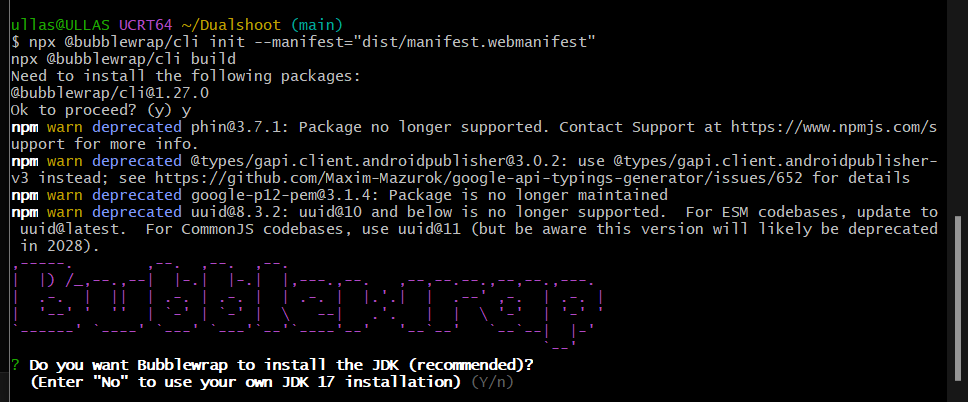 ullas@ULLAS UCRT64 ~/Dualshoot (main)
$ npx @bubblewrap/cli init --manifest="dist/manifest.webmanifest"
npx @bubblewrap/cli build
Need to install the following packages:
@bubblewrap/cli@1.27.0
Ok to proceed? (y) y
npm warn deprecated phin@3.7.1: Package no longer supported. Contact Support at https://www.npmjs.com/s
upport for more info.
npm warn deprecated @types/gapi.client.androidpublisher@3.0.2: use @types/gapi.client.androidpublisher-
v3 instead; see https://github.com/Maxim-Mazurok/google-api-typings-generator/issues/652 for details
npm warn deprecated google-p12-pem@3.1.4: Package is no longer maintained
npm warn deprecated uuid@8.3.2: uuid@10 and below is no longer supported.  For ESM codebases, update to
 uuid@latest.  For CommonJS codebases, use uuid@11 (but be aware this version will likely be deprecated
 in 2028).
Bubblewrap
? Do you want Bubblewrap to install the JDK (recommended)?
  (Enter "No" to use your own JDK 17 installation) (Y/n)